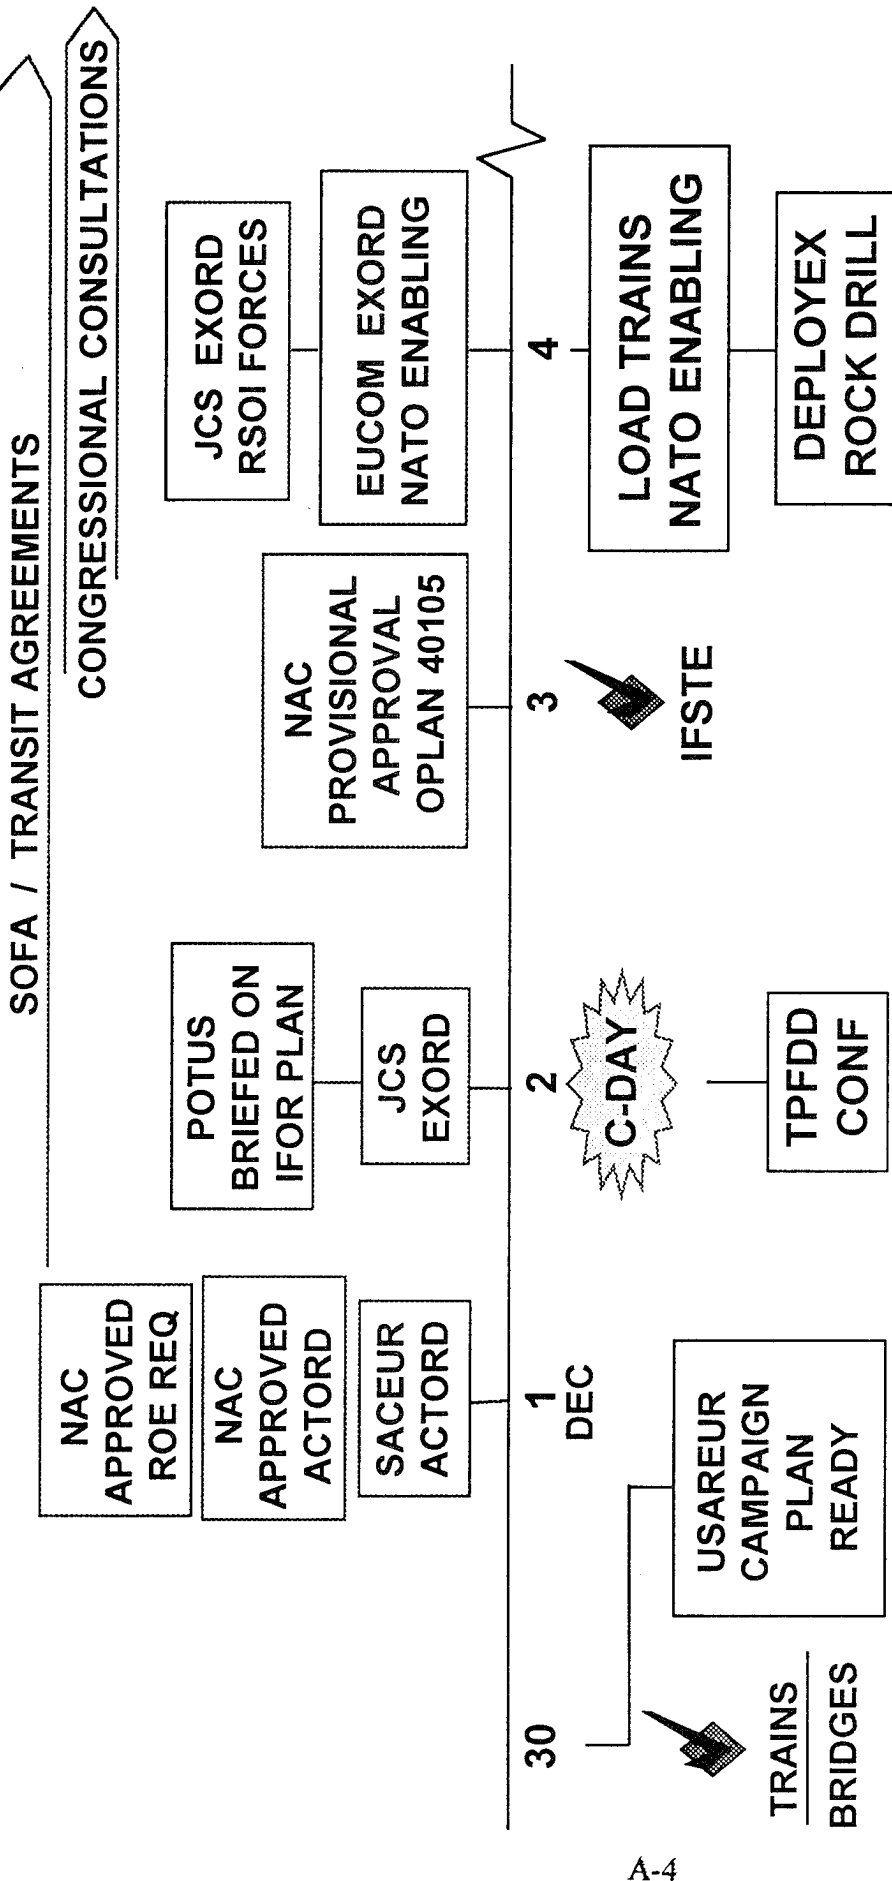 SOFA / TRANSIT AGREEMENTS
CONGRESSIONAL CONSULTATIONS
NAC
APPROVED
ROE REQ
NAC
APPROVED
ACTORD
SACEUR
ACTORD
POTUS
BRIEFED ON
IFOR PLAN
JCS
EXORD
NAC
PROVISIONAL
APPROVAL
OPLAN 40105
JCS EXORD
RSOI FORCES
EUCOM EXORD
NATO ENABLING
30
1
DEC
2
3
4
TRAINS
BRIDGES
USAREUR
CAMPAIGN
PLAN
READY
C-DAY
TPFDD
CONF
IFSTE
LOAD TRAINS
NATO ENABLING
DEPLOYEX
ROCK DRILL
A-4